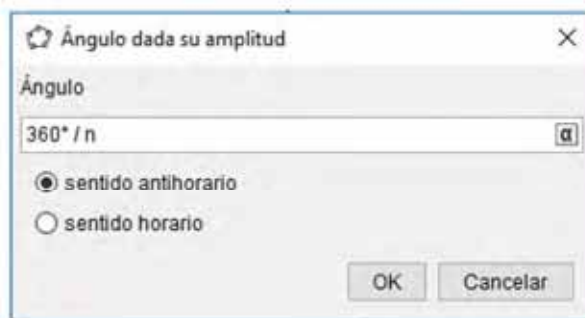 Ángulo dada su amplitud
Ángulo
360° / n α
sentido antihorario
sentido horario
OK Cancelar